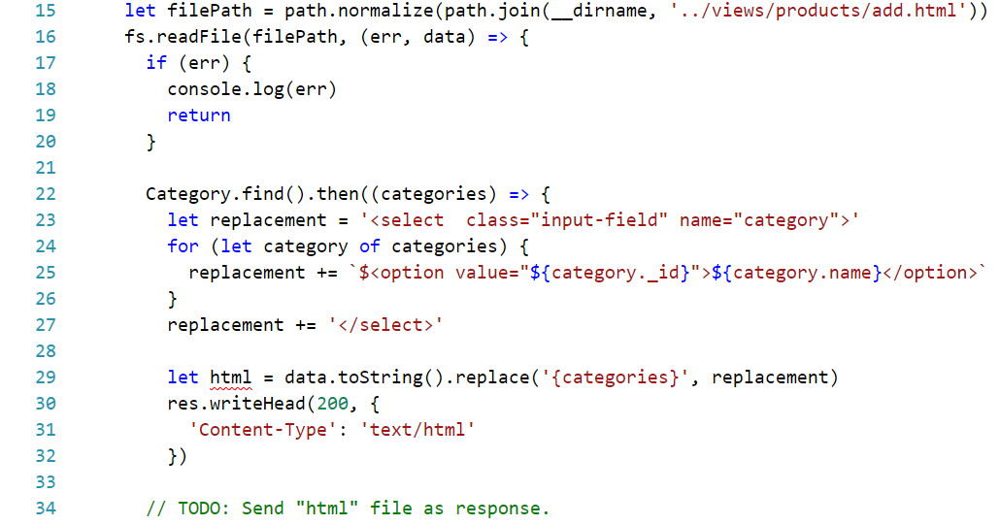 15 let filePath = path.normalize(path.join(__dirname, '../views/products/add.html'))
16 fs.readFile(filePath, (err, data) => {
17 if (err) {
18 console.log(err)
19 return
20 }
21
22 Category.find().then((categories) => {
23 let replacement = '<select  class="input-field" name="category">'
24 for (let category of categories) {
25 replacement += `$<option value="${category._id}">${category.name}</option>`
26 }
27 replacement += '</select>'
28
29 let html = data.toString().replace('{categories}', replacement)
30 res.writeHead(200, {
31 'Content-Type': 'text/html'
32 })
33
34 // TODO: Send "html" file as response.